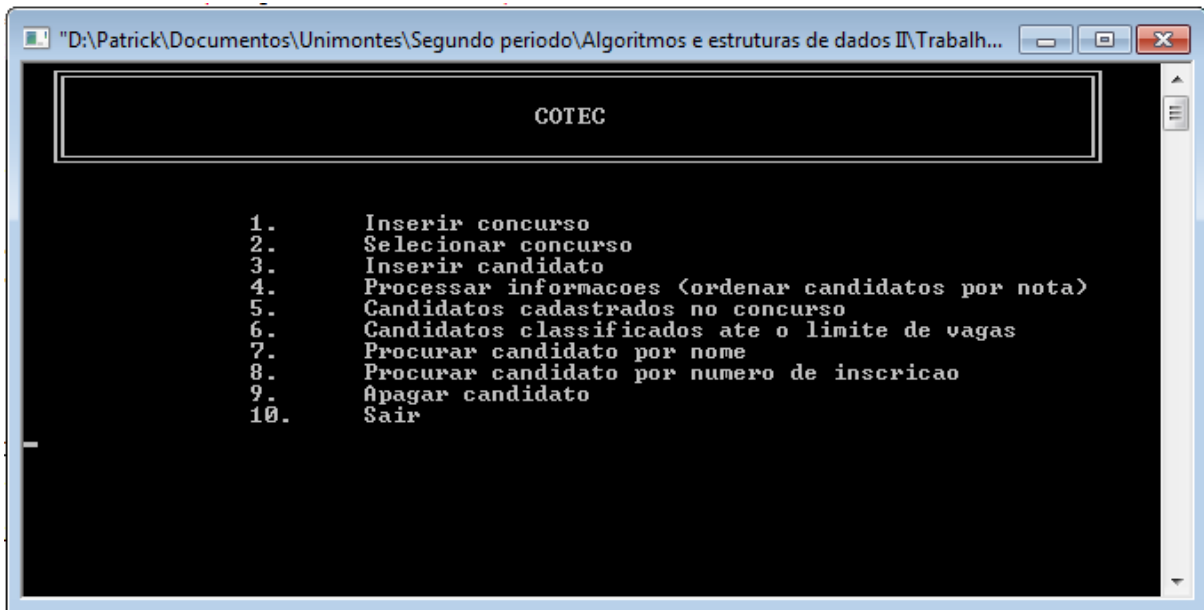 "D:\Patrick\Documentos\Unimontes\Segundo periodo\Algoritmos e estruturas de dados II\Trabalh...
COTEC
1. Inserir concurso
2. Selecionar concurso
3. Inserir candidato
4. Processar informacoes (ordenar candidatos por nota)
5. Candidatos cadastrados no concurso
6. Candidatos classificados ate o limite de vagas
7. Procurar candidato por nome
8. Procurar candidato por numero de inscricao
9. Apagar candidato
10. Sair